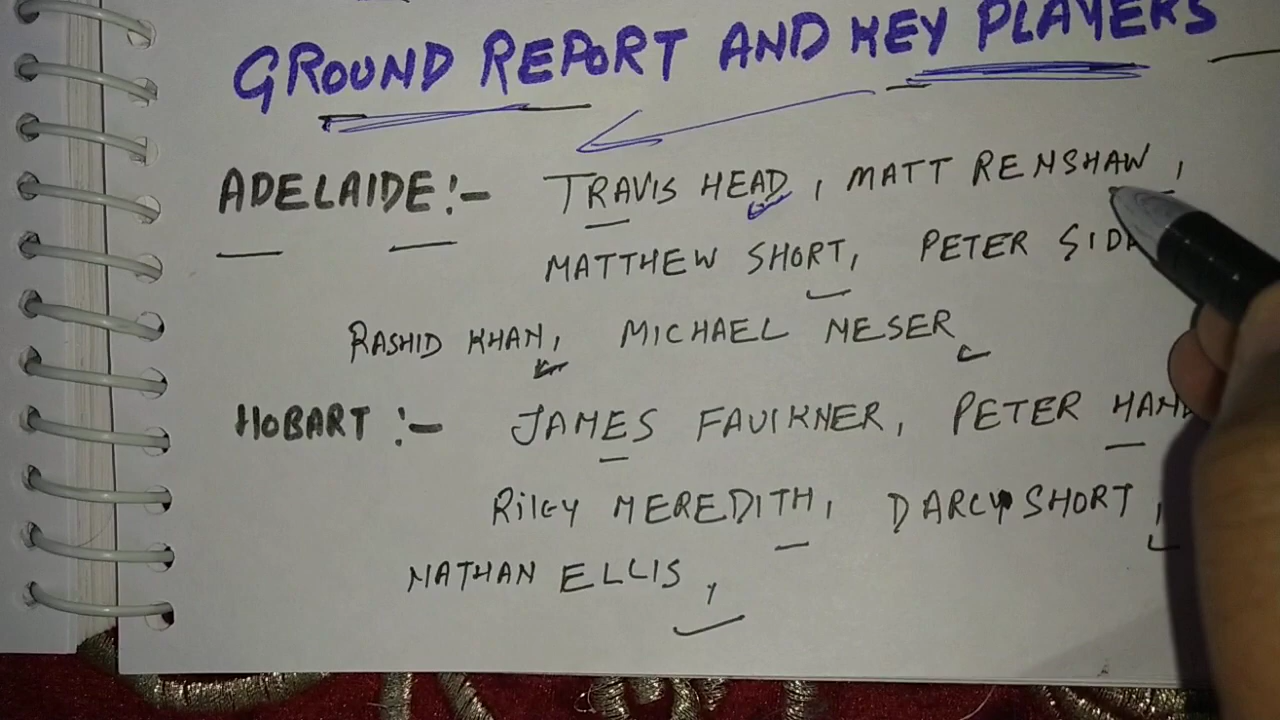 GROUND REPORT AND KEY PLAYERS
ADELAIDE:- TRAVIS HEAD, MATT RENSHAW,
MATTHEW SHORT, PETER
RASHID KHAN, MICHAEL NESER
HOBART:- JAMES FAULKNER, PETER
RILEY MEREDITH, DARCY SHORT,
NATHAN ELLIS,